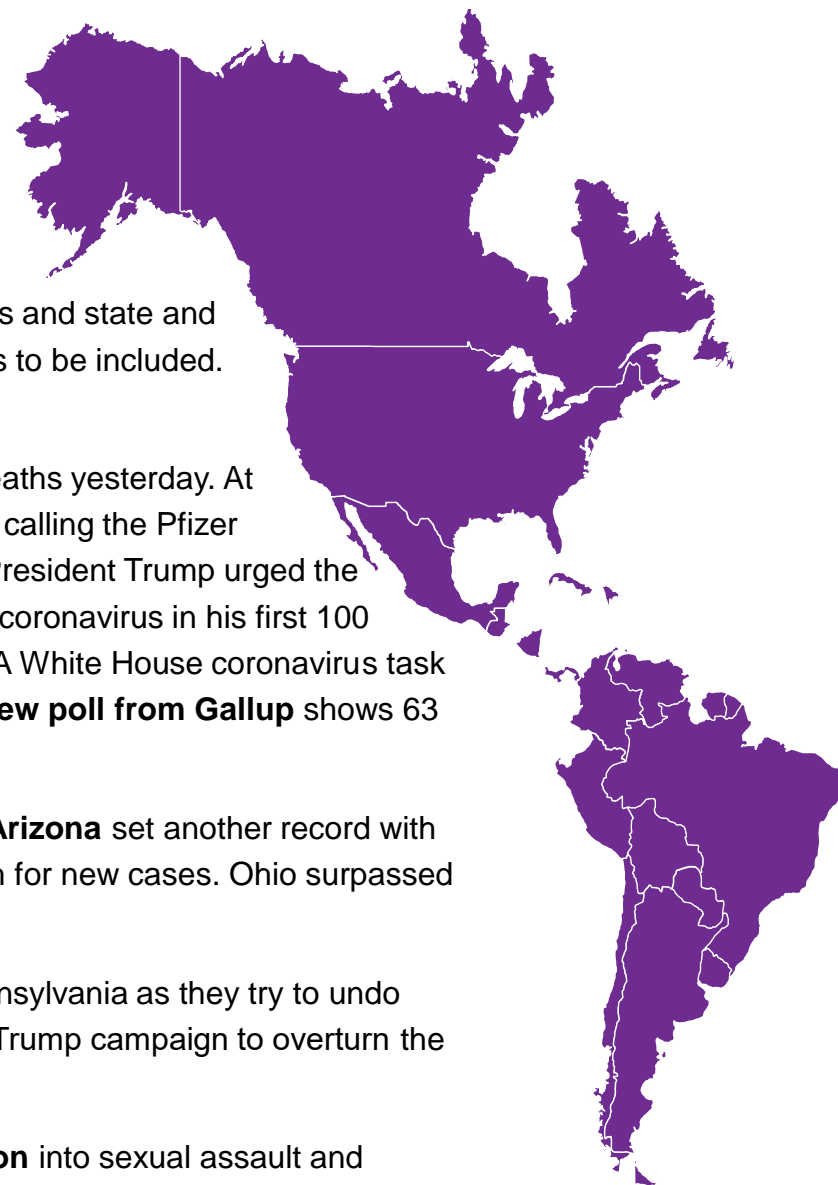 s and state and
s to be included.
eaths yesterday. At
calling the Pfizer
President Trump urged the
coronavirus in his first 100
A White House coronavirus task
ew poll from Gallup shows 63
Arizona set another record with
n for new cases. Ohio surpassed
nsylvania as they try to undo
Trump campaign to overturn the
on into sexual assault and